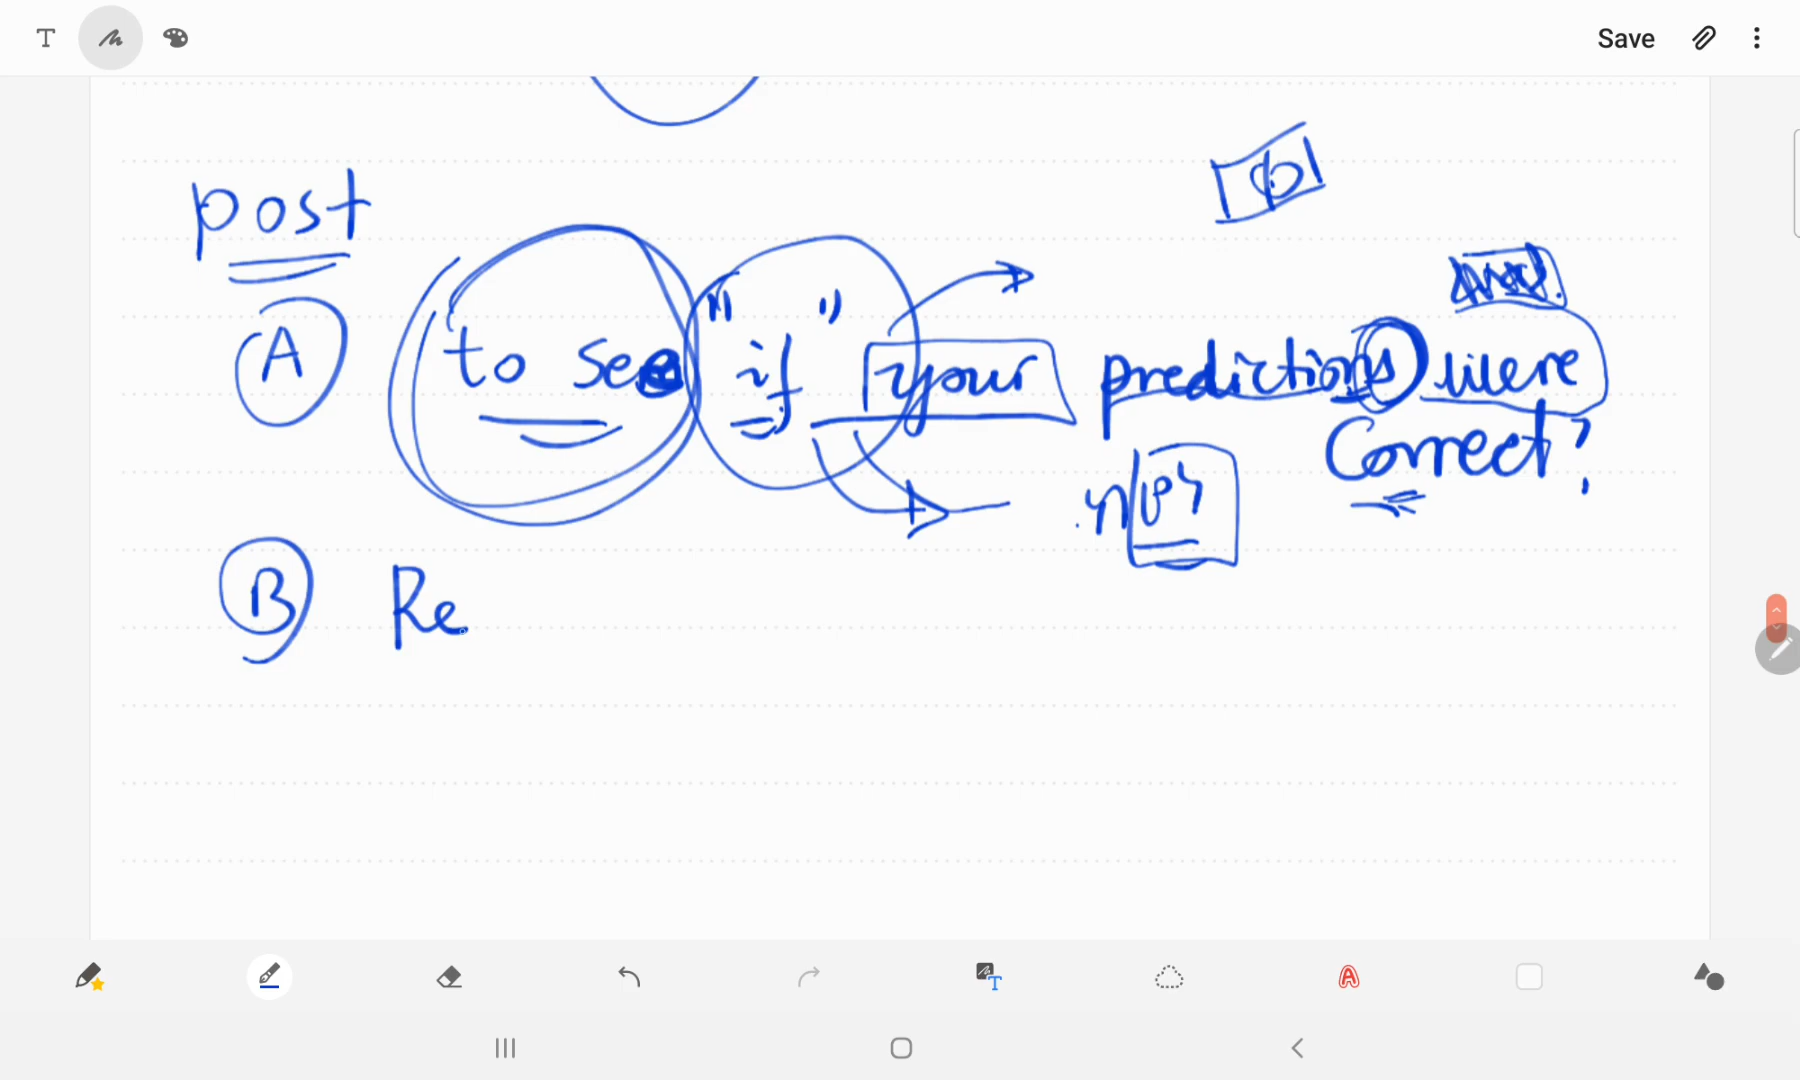 T
Save
post
A to see "if" your predictions were
correct?
B Re
A